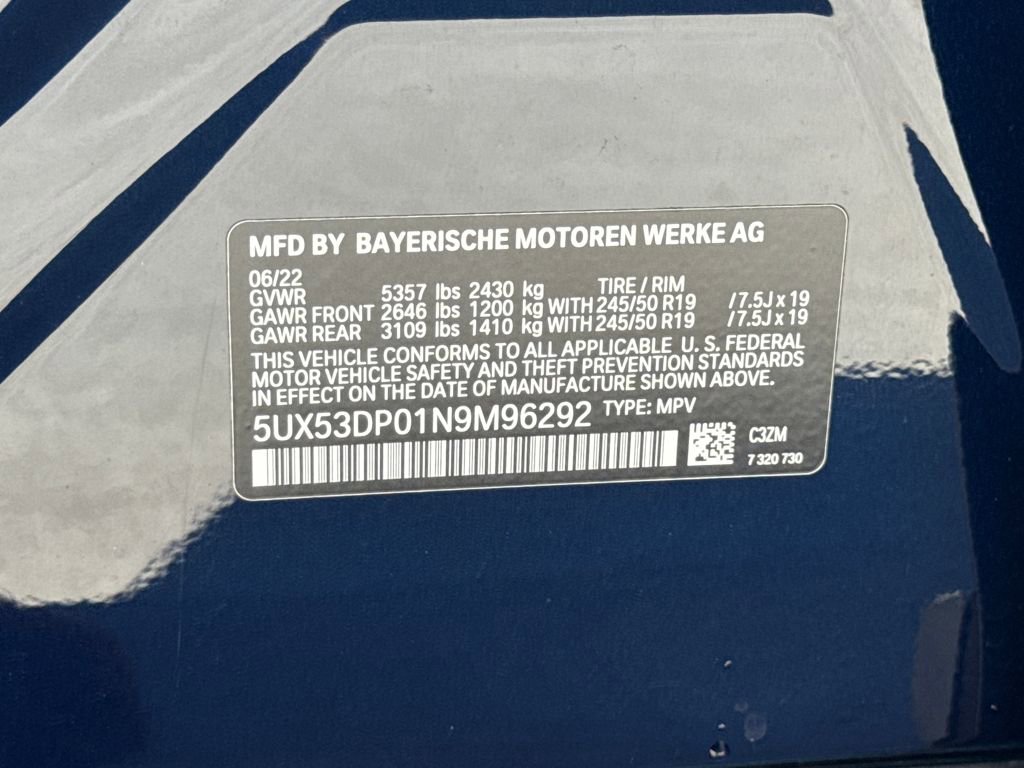 MFD BY BAYERISCHE MOTOREN WERKE AG
06/22 TIRE / RIM
GVWR 5357 lbs 2430 kg
GAWR FRONT 2646 lbs 1200 kg WITH 245/50 R19 / 7.5J x 19
GAWR REAR 3109 lbs 1410 kg WITH 245/50 R19 / 7.5J x 19
THIS VEHICLE CONFORMS TO ALL APPLICABLE U. S. FEDERAL
MOTOR VEHICLE SAFETY AND THEFT PREVENTION STANDARDS
IN EFFECT ON THE DATE OF MANUFACTURE SHOWN ABOVE.
5UX53DP01N9M96292 TYPE: MPV
C3ZM
7 320 730